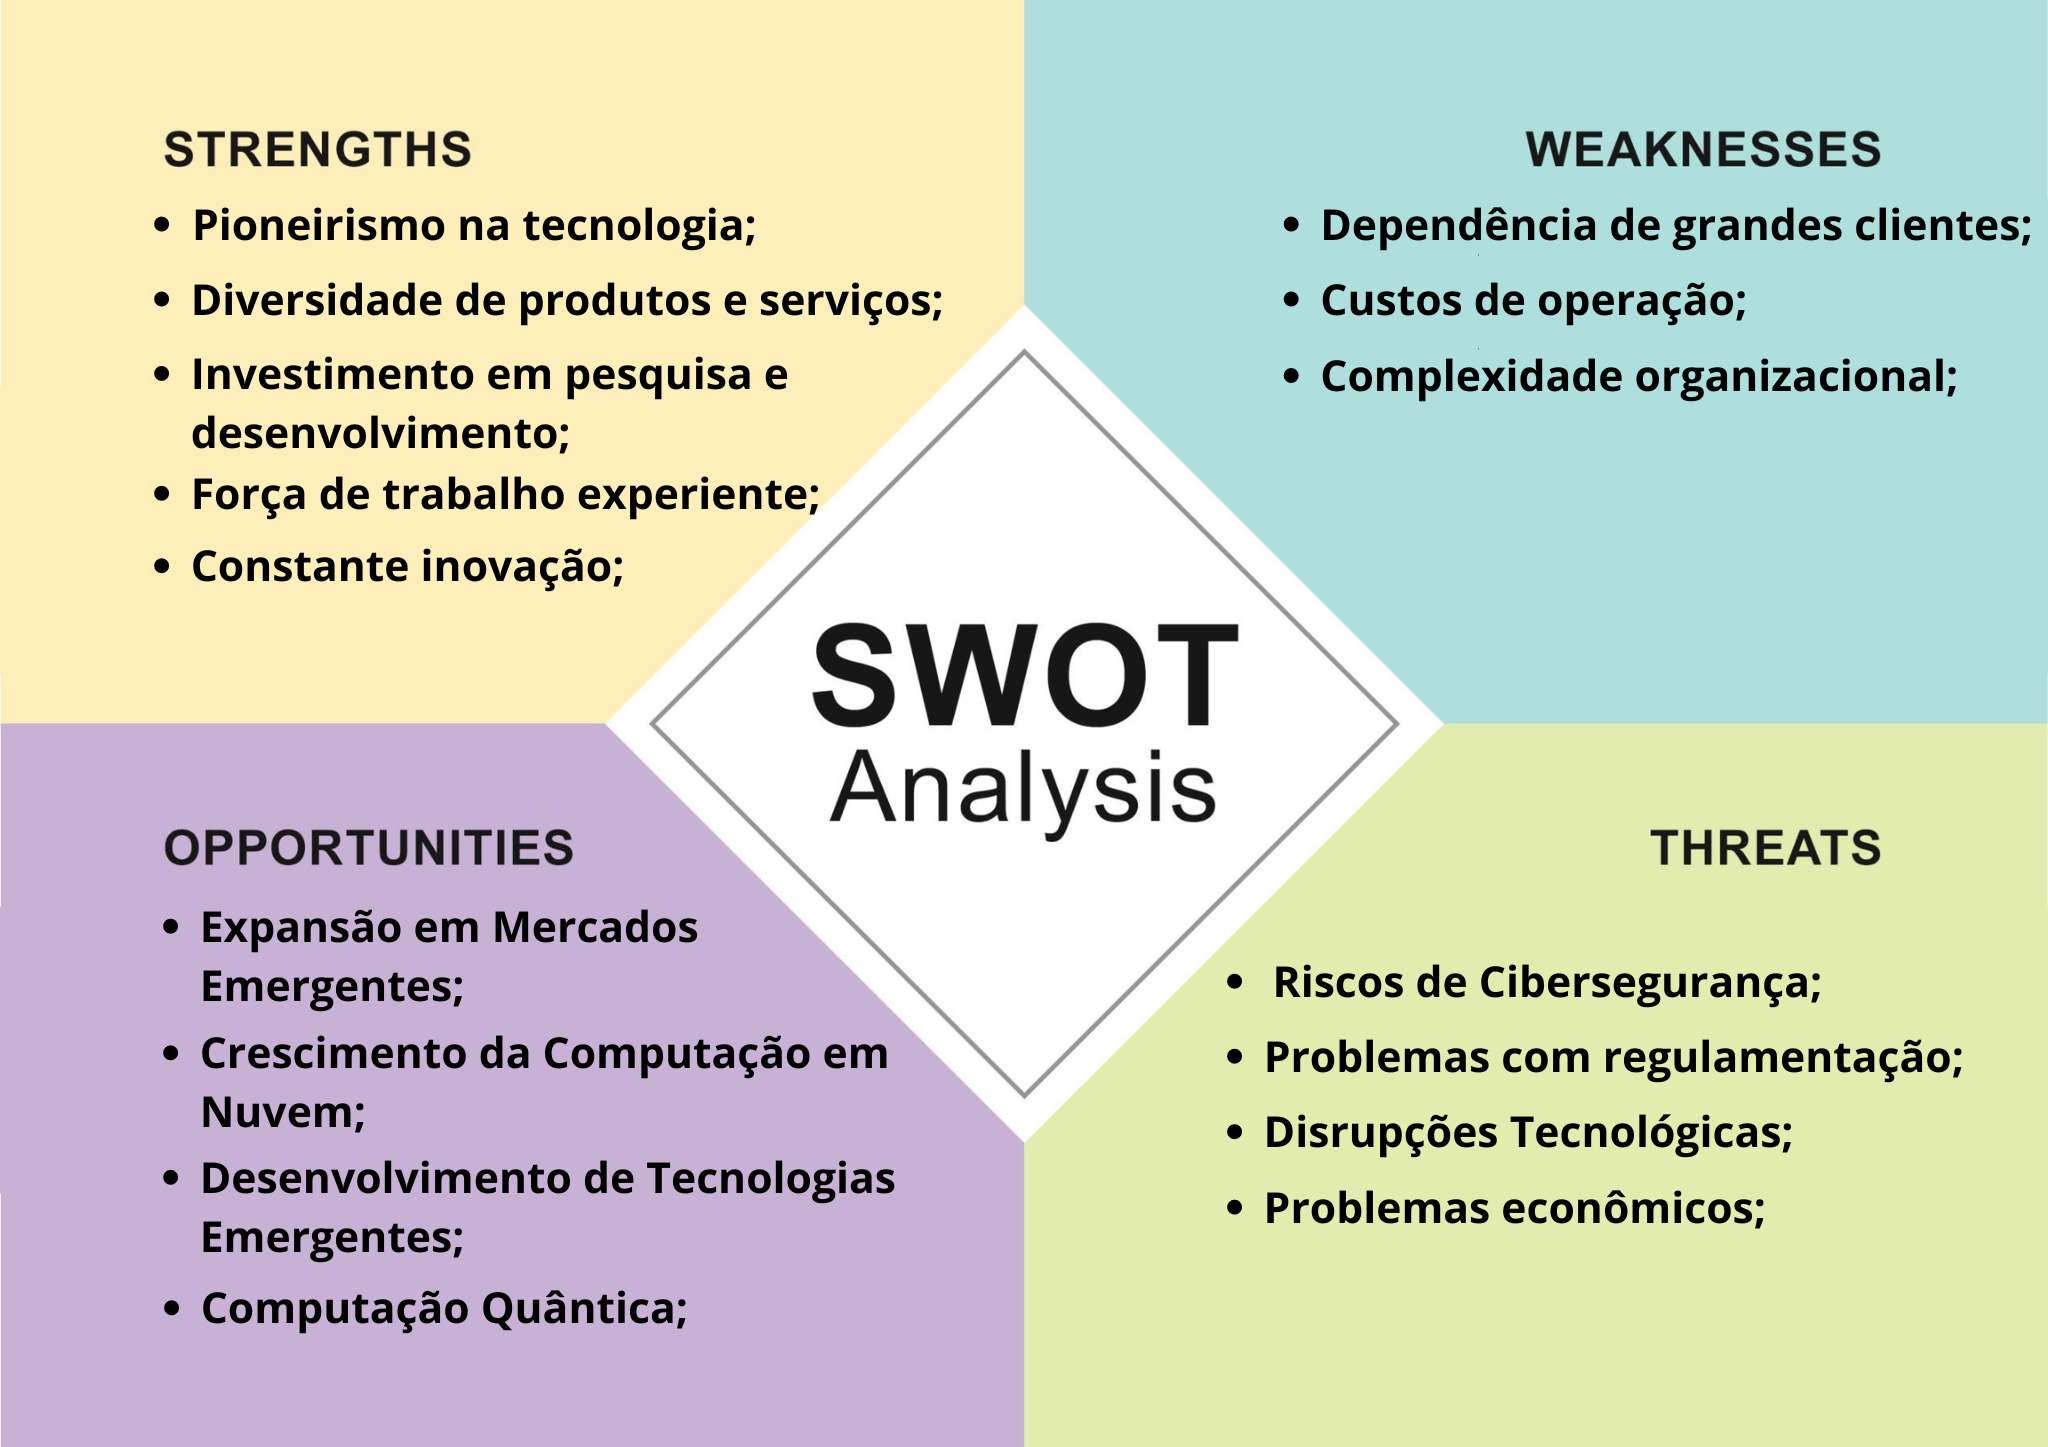 STRENGTHS
• Pioneirismo na tecnologia;
• Diversidade de produtos e serviços;
• Investimento em pesquisa e
desenvolvimento;
• Força de trabalho experiente;
• Constante inovação;
WEAKNESSES
• Dependência de grandes clientes;
• Custos de operação;
• Complexidade organizacional;
SWOT
Analysis
OPPORTUNITIES
• Expansão em Mercados
Emergentes;
• Crescimento da Computação em
Nuvem;
• Desenvolvimento de Tecnologias
Emergentes;
• Computação Quântica;
THREATS
• Riscos de Cibersegurança;
• Problemas com regulamentação;
• Disrupções Tecnológicas;
• Problemas econômicos;